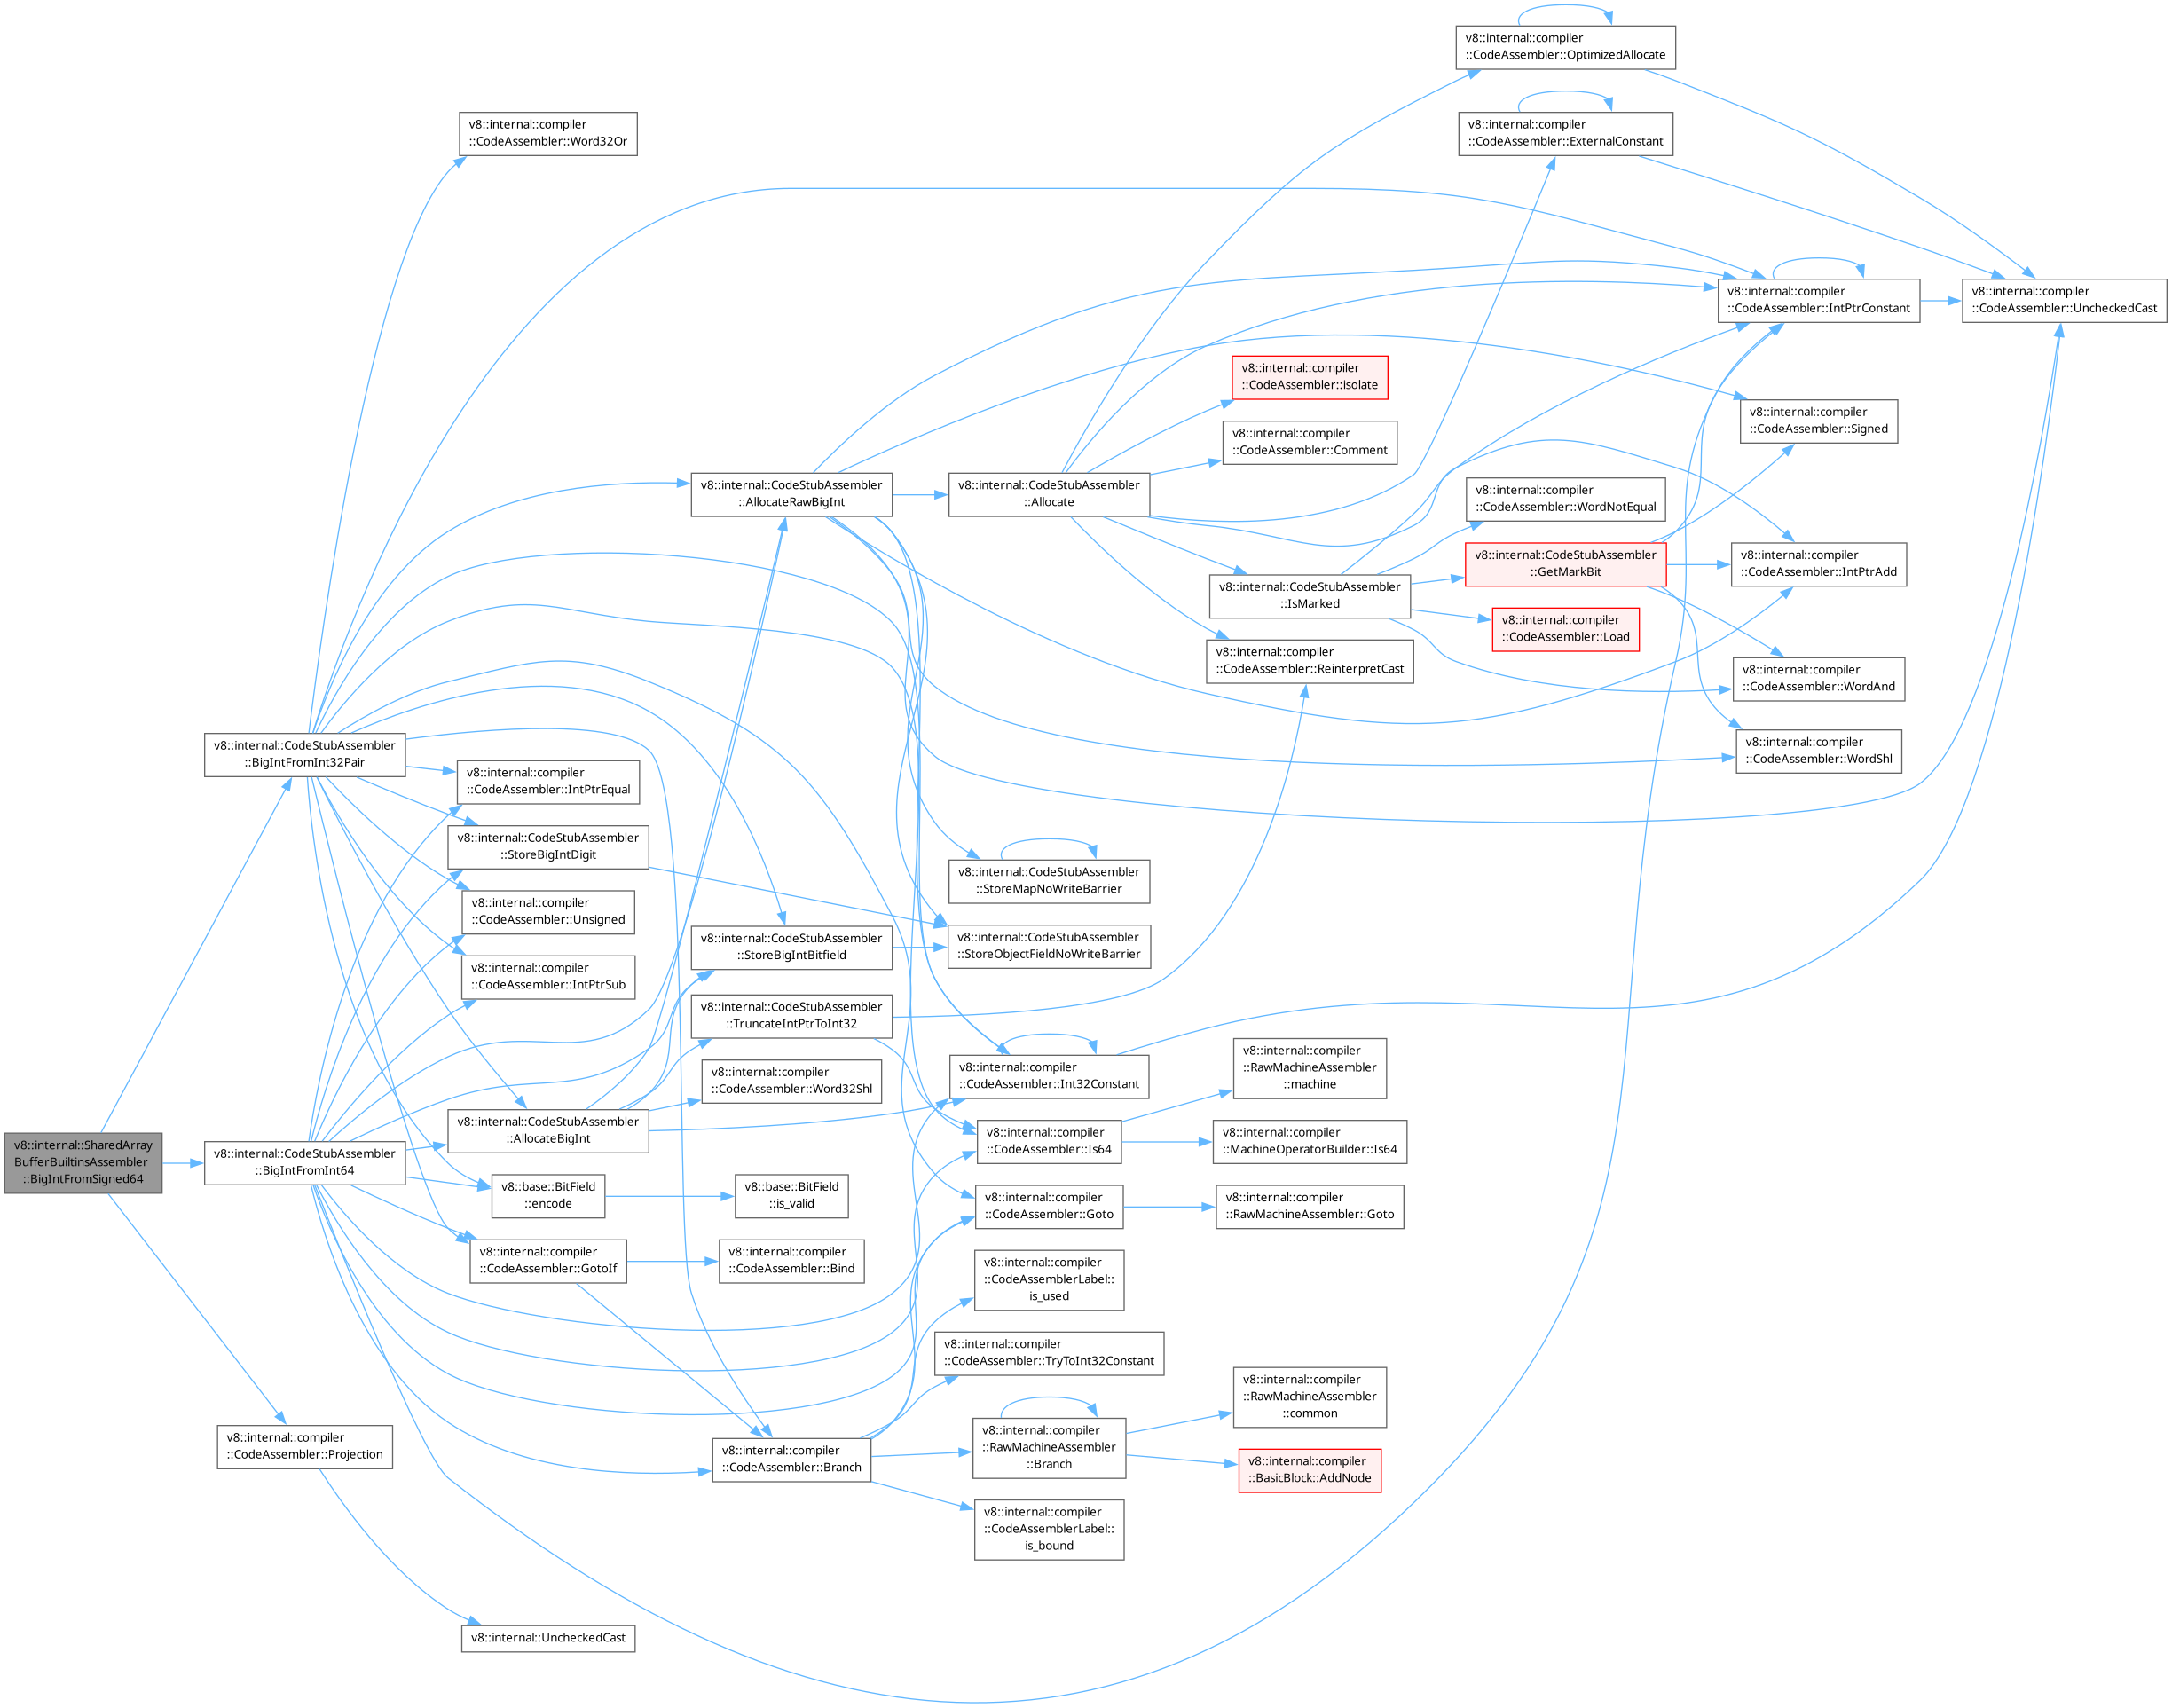 v8::internal::compiler
::CodeAssembler::OptimizedAllocate
v8::internal::compiler
::CodeAssembler::Word32Or
v8::internal::compiler
::CodeAssembler::ExternalConstant
v8::internal::compiler
::CodeAssembler::IntPtrConstant
v8::internal::compiler
::CodeAssembler::UncheckedCast
v8::internal::compiler
::CodeAssembler::isolate
v8::internal::compiler
::CodeAssembler::Signed
v8::internal::compiler
::CodeAssembler::Comment
v8::internal::CodeStubAssembler
::AllocateRawBigInt
v8::internal::CodeStubAssembler
::Allocate
v8::internal::compiler
::CodeAssembler::WordNotEqual
v8::internal::CodeStubAssembler
::GetMarkBit
v8::internal::compiler
::CodeAssembler::IntPtrAdd
v8::internal::CodeStubAssembler
::IsMarked
v8::internal::compiler
::CodeAssembler::Load
v8::internal::compiler
::CodeAssembler::ReinterpretCast
v8::internal::compiler
::CodeAssembler::WordAnd
v8::internal::compiler
::CodeAssembler::WordShl
v8::internal::CodeStubAssembler
::BigIntFromInt32Pair
v8::internal::compiler
::CodeAssembler::IntPtrEqual
v8::internal::CodeStubAssembler
::StoreBigIntDigit
v8::internal::CodeStubAssembler
::StoreMapNoWriteBarrier
v8::internal::compiler
::CodeAssembler::Unsigned
v8::internal::CodeStubAssembler
::StoreBigIntBitfield
v8::internal::CodeStubAssembler
::StoreObjectFieldNoWriteBarrier
v8::internal::compiler
::CodeAssembler::IntPtrSub
v8::internal::CodeStubAssembler
::TruncateIntPtrToInt32
v8::internal::compiler
::CodeAssembler::Word32Shl
v8::internal::compiler
::CodeAssembler::Int32Constant
v8::internal::compiler
::RawMachineAssembler
::machine
v8::internal::CodeStubAssembler
::AllocateBigInt
v8::internal::compiler
::CodeAssembler::Is64
v8::internal::compiler
::MachineOperatorBuilder::Is64
v8::internal::SharedArray
BufferBuiltinsAssembler
::BigIntFromSigned64
v8::internal::CodeStubAssembler
::BigIntFromInt64
v8::base::BitField
::encode
v8::base::BitField
::is_valid
v8::internal::compiler
::CodeAssembler::Goto
v8::internal::compiler
::RawMachineAssembler::Goto
v8::internal::compiler
::CodeAssembler::GotoIf
v8::internal::compiler
::CodeAssembler::Bind
v8::internal::compiler
::CodeAssemblerLabel::
is_used
v8::internal::compiler
::CodeAssembler::TryToInt32Constant
v8::internal::compiler
::RawMachineAssembler
::common
v8::internal::compiler
::CodeAssembler::Projection
v8::internal::compiler
::CodeAssembler::Branch
v8::internal::compiler
::RawMachineAssembler
::Branch
v8::internal::compiler
::BasicBlock::AddNode
v8::internal::compiler
::CodeAssemblerLabel::
is_bound
v8::internal::UncheckedCast